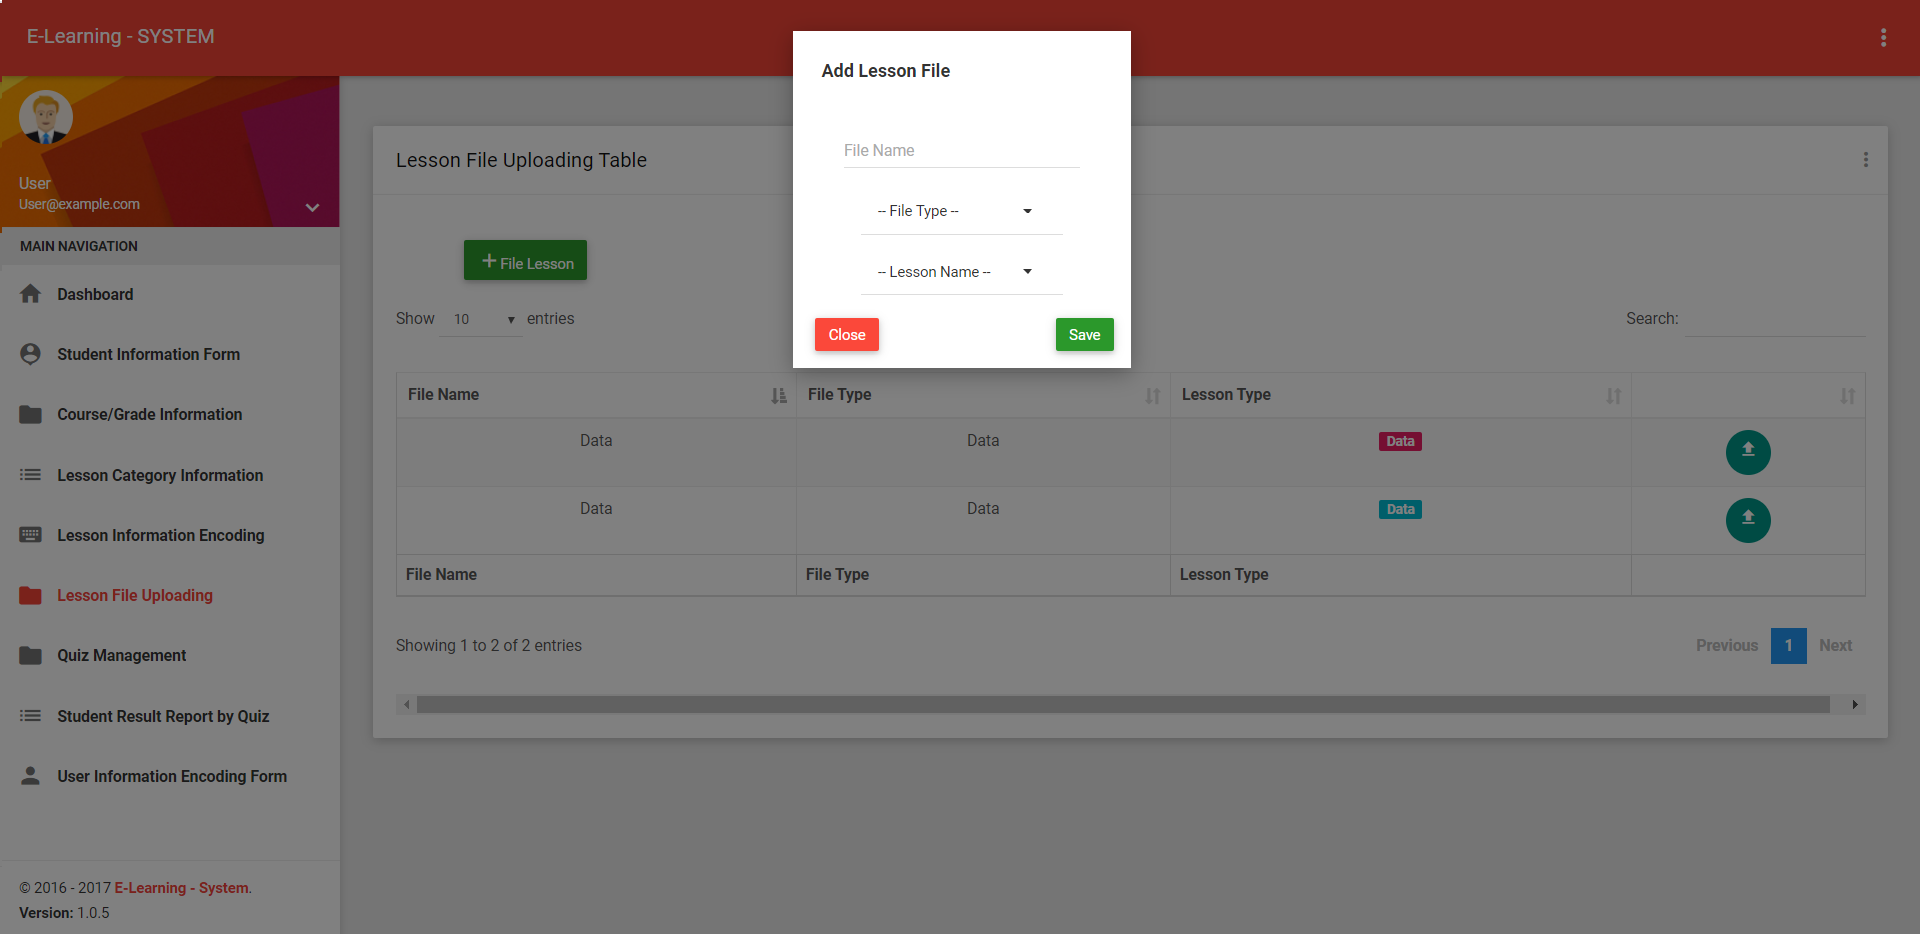 E-Learning - SYSTEM
User
User@example.com
MAIN NAVIGATION
Dashboard
Student Information Form
Course/Grade Information
Lesson Category Information
Lesson Information Encoding
Lesson File Uploading
Quiz Management
Student Result Report by Quiz
User Information Encoding Form
© 2016 - 2017 E-Learning - System.
Version: 1.0.5
Add Lesson File
File Name
-- File Type --
-- Lesson Name --
Close Save
Lesson File Uploading Table
+ File Lesson
Show 10 entries Search:
File Name File Type Lesson Type
Data Data Data
Data Data Data
File Name File Type Lesson Type
Showing 1 to 2 of 2 entries Previous 1 Next